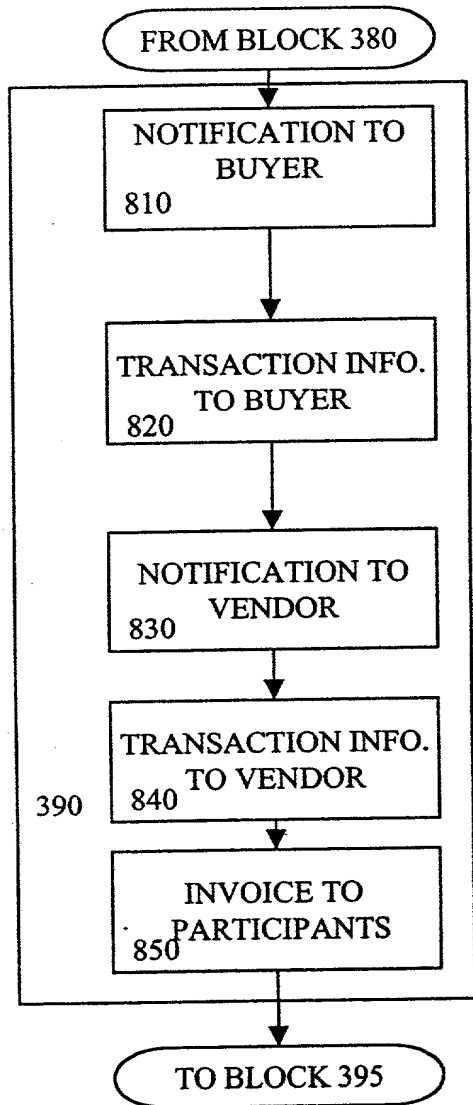 FROM BLOCK 380
NOTIFICATION TO
BUYER
810
TRANSACTION INFO.
TO BUYER
820
NOTIFICATION TO
VENDOR
830
TRANSACTION INFO.
TO VENDOR
390
840
INVOICE TO
PARTICIPANTS
850
TO BLOCK 395